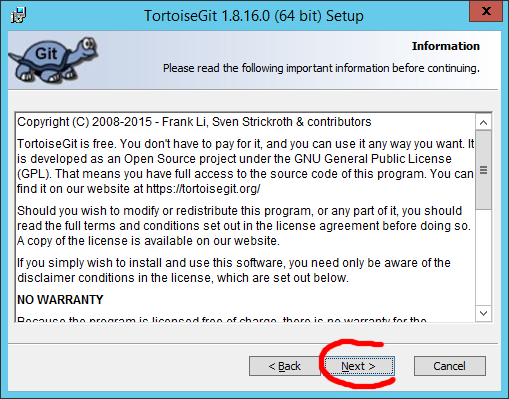 TortoiseGit 1.8.16.0 (64 bit) Setup
X
Git
Information
Please read the following important information before continuing.
Copyright (C) 2008-2015 - Frank Li, Sven Strickroth & contributors
TortoiseGit is free. You don't have to pay for it, and you can use it any way you want. It
is developed as an Open Source project under the GNU General Public License
(GPL). That means you have full access to the source code of this program. You can
find it on our website at https://tortoisegit.org/
Should you wish to modify or redistribute this program, or any part of it, you should
read the full terms and conditions set out in the license agreement before doing so.
A copy of the license is available on our website.
If you simply wish to install and use this software, you need only be aware of the
disclaimer conditions in the license, which are set out below.
NO WARRANTY
Because the program is licensed free of charge, there is no warranty for the
< Back
Next >
Cancel